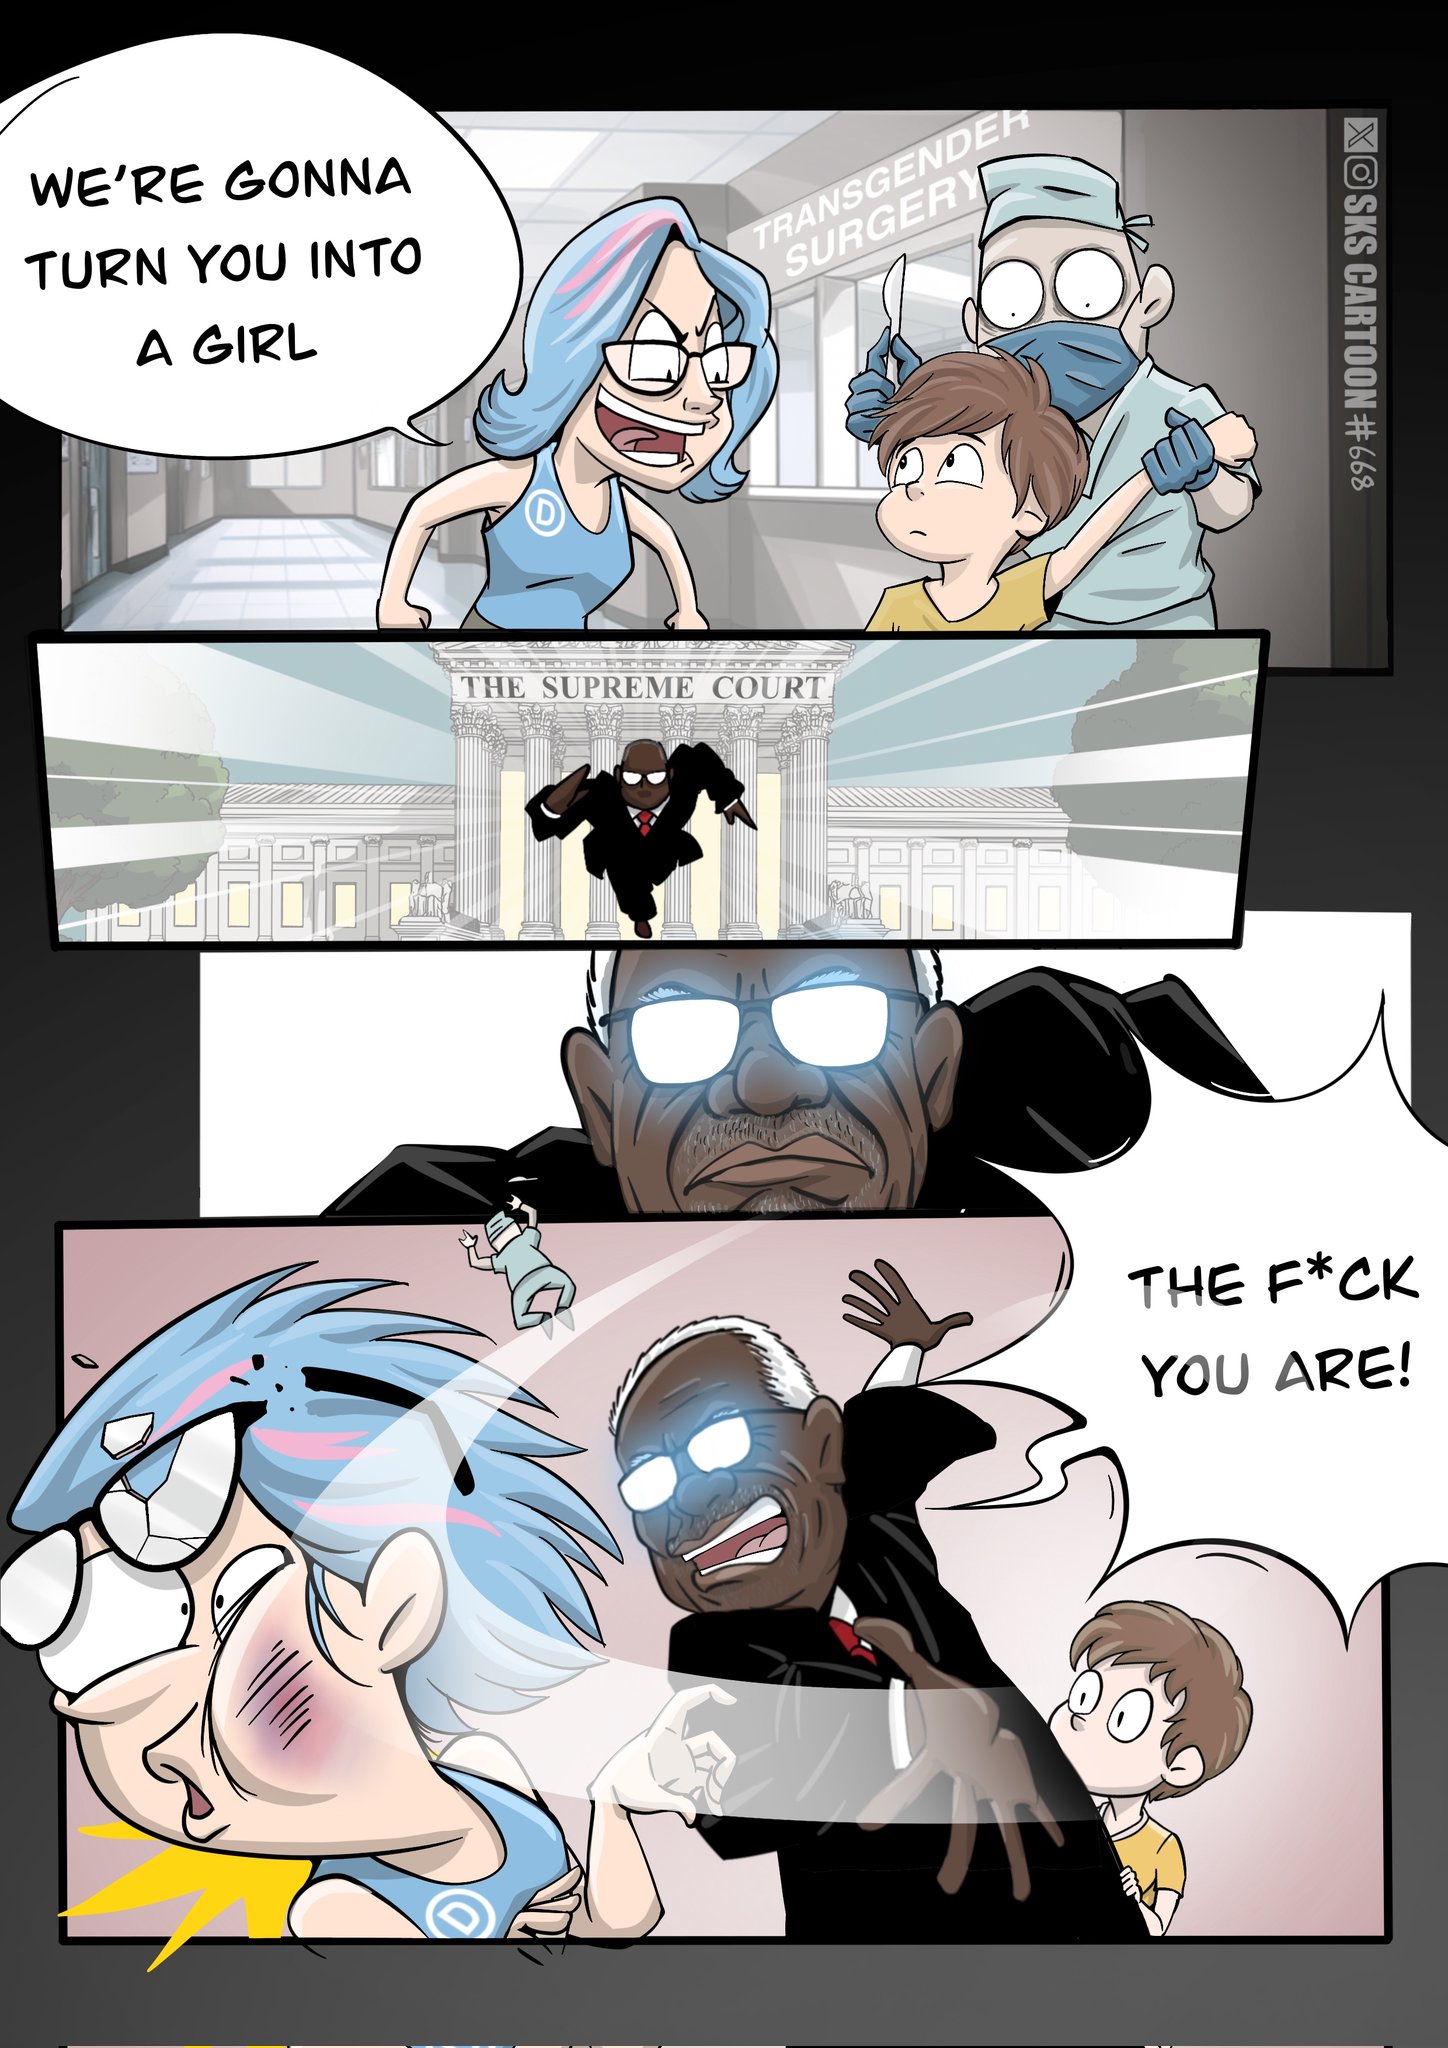 WE'RE GONNA
TURN YOU INTO
A GIRL
TRANSGENDER
SURGERY
D
SKS CARTOON #668
THE SUPREME COURT
THE F*CK
YOU ARE!
D